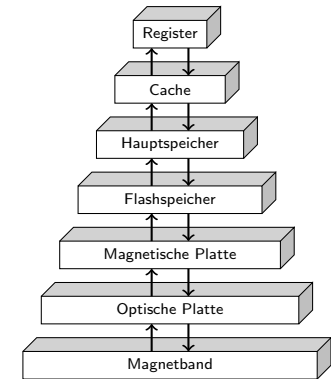 Register
Cache
Hauptspeicher
Flashspeicher
Magnetische Platte
Optische Platte
Magnetband